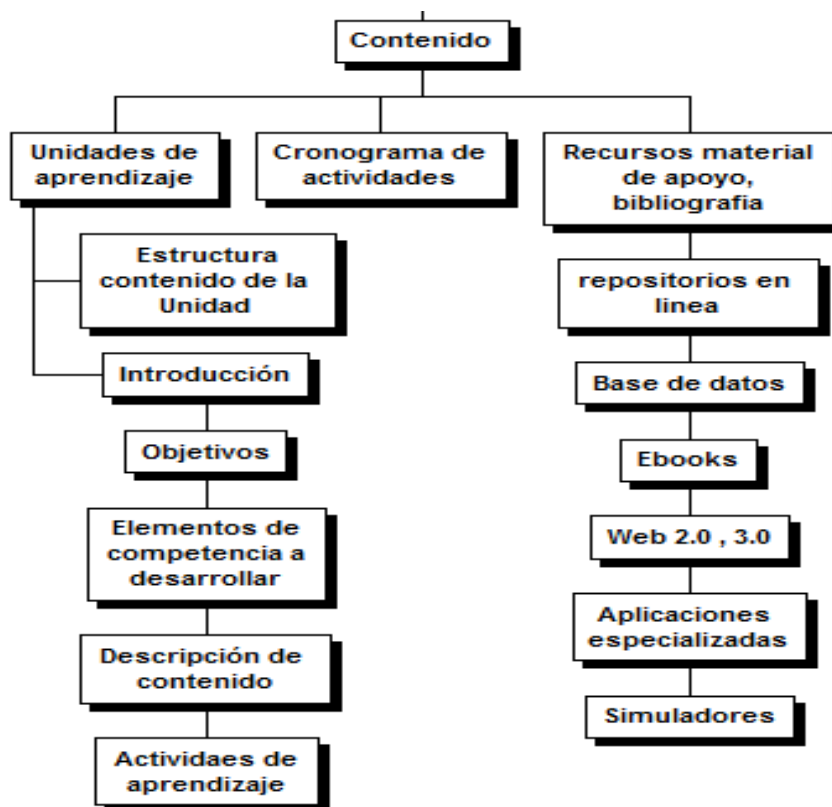 Contenido
Unidades de
aprendizaje
Cronograma de
actividades
Recursos material
de apoyo,
bibliografia
Estructura
contenido de la
Unidad
Introducción
Objetivos
Elementos de
competencia a
desarrollar
Descripción de
contenido
Actividaes de
aprendizaje
repositorios en
linea
Base de datos
Ebooks
Web 2.0 , 3.0
Aplicaciones
especializadas
Simuladores